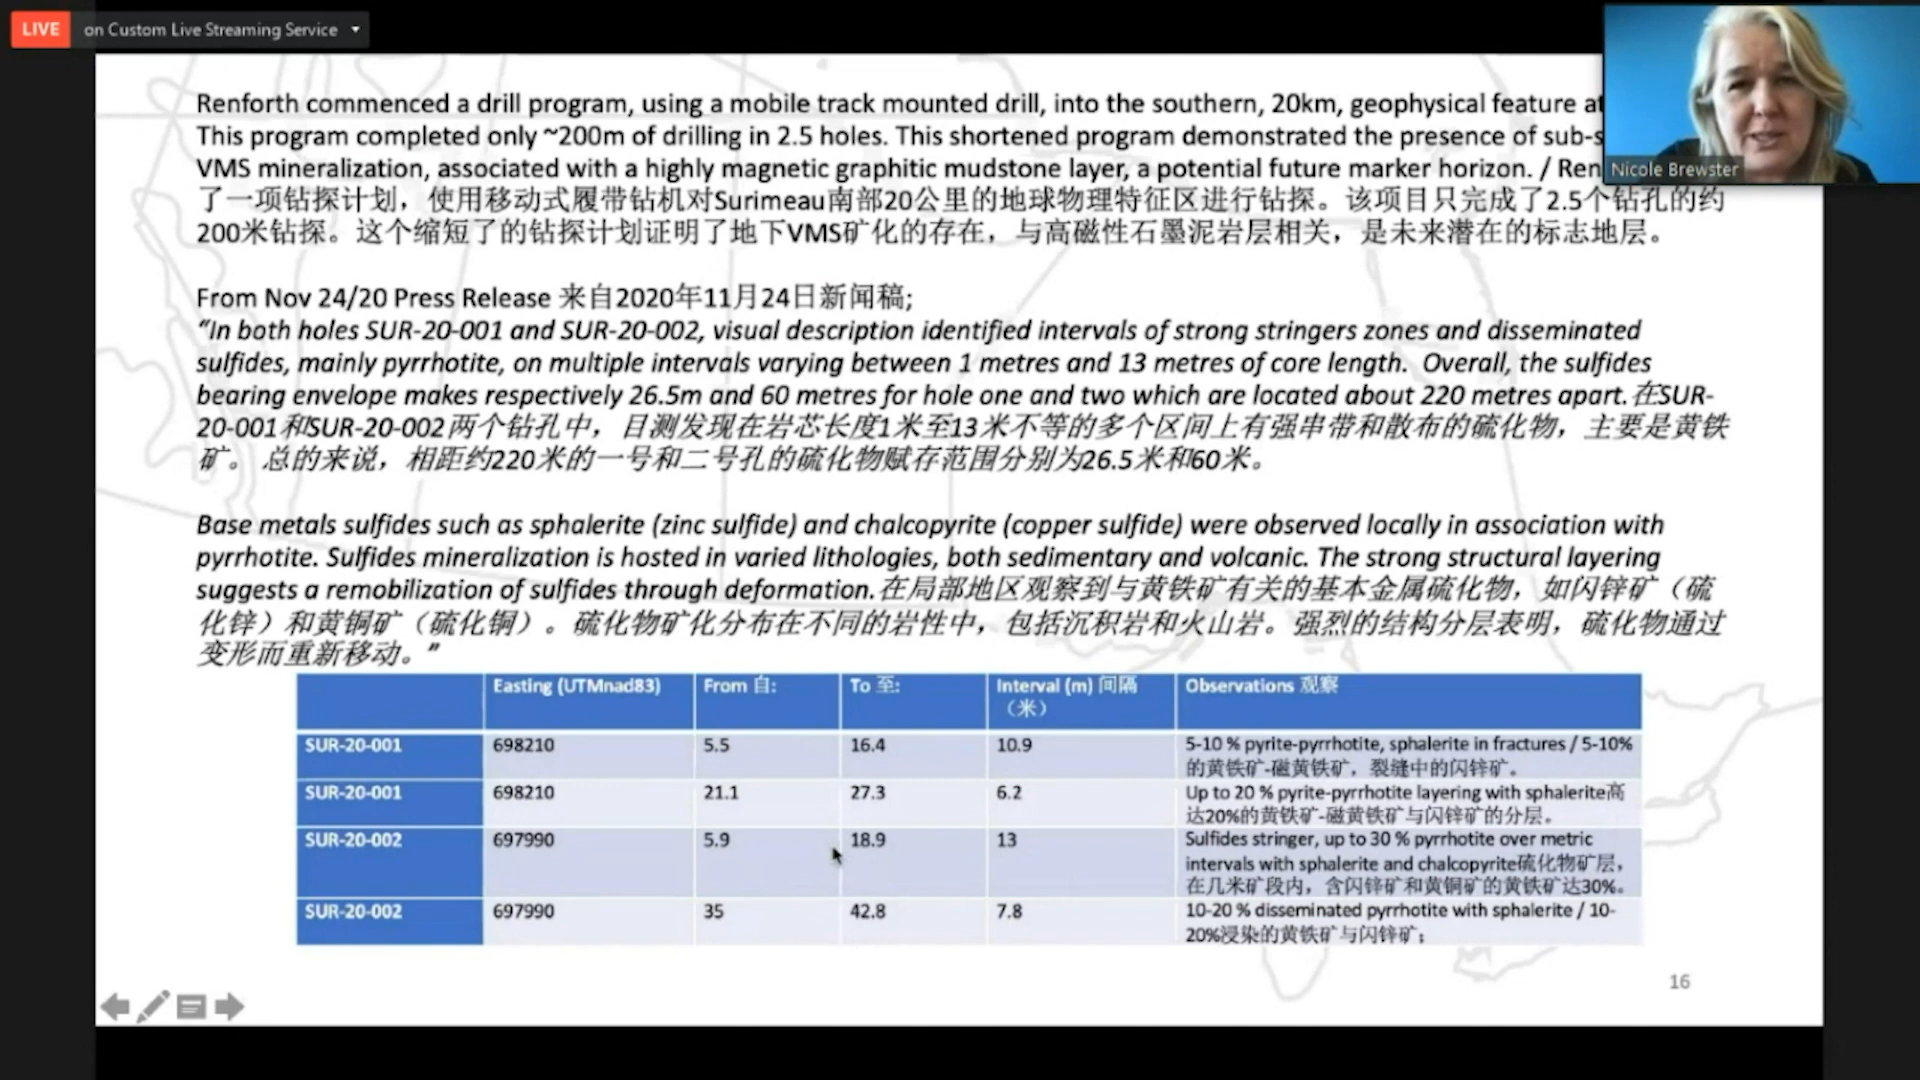 LIVE on Custom Live Streaming Service
Nicole Brewster
Renforth commenced a drill program, using a mobile track mounted drill, into the southern, 20km, geophysical feature at
This program completed only ~200m of drilling in 2.5 holes. This shortened program demonstrated the presence of sub-s
VMS mineralization, associated with a highly magnetic graphitic mudstone layer, a potential future marker horizon. / Ren
了一项钻探计划，使用移动式履带钻机对Surimeau南部20公里的地球物理特征区进行钻探。该项目只完成了2.5个钻孔的约
200米钻探。这个缩短了的钻探计划证明了地下VMS矿化的存在，与高磁性石墨泥岩层相关，是未来潜在的标志地层。
From Nov 24/20 Press Release 来自2020年11月24日新闻稿;
“In both holes SUR-20-001 and SUR-20-002, visual description identified intervals of strong stringers zones and disseminated
sulfides, mainly pyrrhotite, on multiple intervals varying between 1 metres and 13 metres of core length. Overall, the sulfides
bearing envelope makes respectively 26.5m and 60 metres for hole one and two which are located about 220 metres apart. 在SUR-
20-001和SUR-20-002两个钻孔中，目测发现在岩芯长度1米至13米不等的多个区间上有强串带和散布的硫化物，主要是黄铁
矿。总的来说，相距约220米的一号和二号孔的硫化物赋存范围分别为26.5米和60米。
Base metals sulfides such as sphalerite (zinc sulfide) and chalcopyrite (copper sulfide) were observed locally in association with
pyrrhotite. Sulfides mineralization is hosted in varied lithologies, both sedimentary and volcanic. The strong structural layering
suggests a remobilization of sulfides through deformation. 在局部地区观察到与黄铁矿有关的基本金属硫化物，如闪锌矿（硫
化锌）和黄铜矿（硫化铜）。硫化物矿化分布在不同的岩性中，包括沉积岩和火山岩。强烈的结构分层表明，硫化物通过
变形而重新移动。”
Easting (UTMnad83) From 自: To 至: Interval (m) 间隔
（米） Observations 观察
SUR-20-001 698210 5.5 16.4 10.9 5-10 % pyrite-pyrrhotite, sphalerite in fractures / 5-10%
的黄铁矿-磁黄铁矿，裂缝中的闪锌矿。
SUR-20-001 698210 21.1 27.3 6.2 Up to 20 % pyrite-pyrrhotite layering with sphalerite高
达20%的黄铁矿-磁黄铁矿与闪锌矿的分层。
SUR-20-002 697990 5.9 18.9 13 Sulfides stringer, up to 30 % pyrrhotite over metric
intervals with sphalerite and chalcopyrite硫化物矿层，
在几米矿段内，含闪锌矿和黄铜矿的黄铁矿达30%。
SUR-20-002 697990 35 42.8 7.8 10-20 % disseminated pyrrhotite with sphalerite / 10-
20%浸染的黄铁矿与闪锌矿；
16